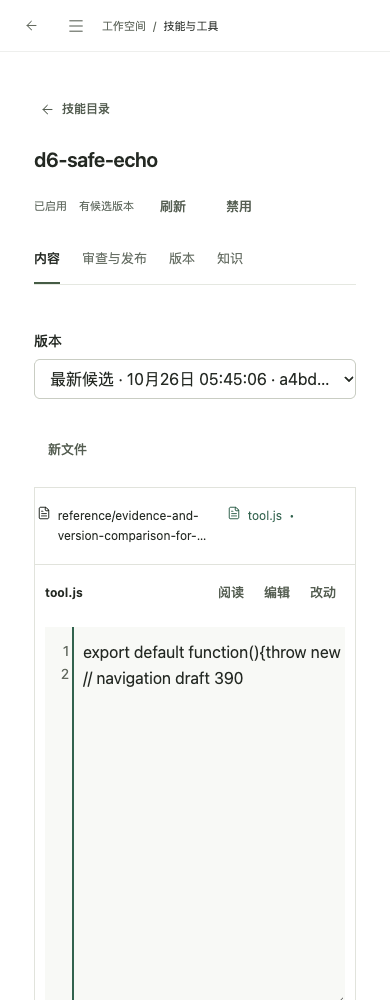 工作空间 / 技能与工具
技能目录
d6-safe-echo
已启用 有候选版本 刷新 禁用
内容 审查与发布 版本 知识
版本
最新候选 · 10月26日 05:45:06 · a4bd...
新文件
reference/evidence-and-
version-comparison-for-...
tool.js •
tool.js 阅读 编辑 改动
1 export default function(){throw new
2 // navigation draft 390